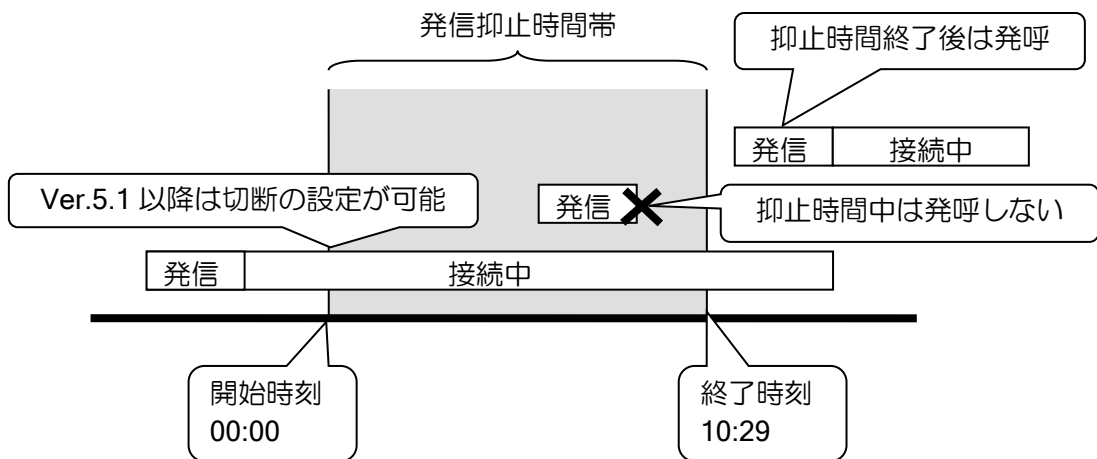 発信抑止時間帯
抑止時間終了後は発呼
発信
接続中
Ver.5.1 以降は切断の設定が可能
発信
抑止時間中は発呼しない
発信
接続中
開始時刻
00:00
終了時刻
10:29